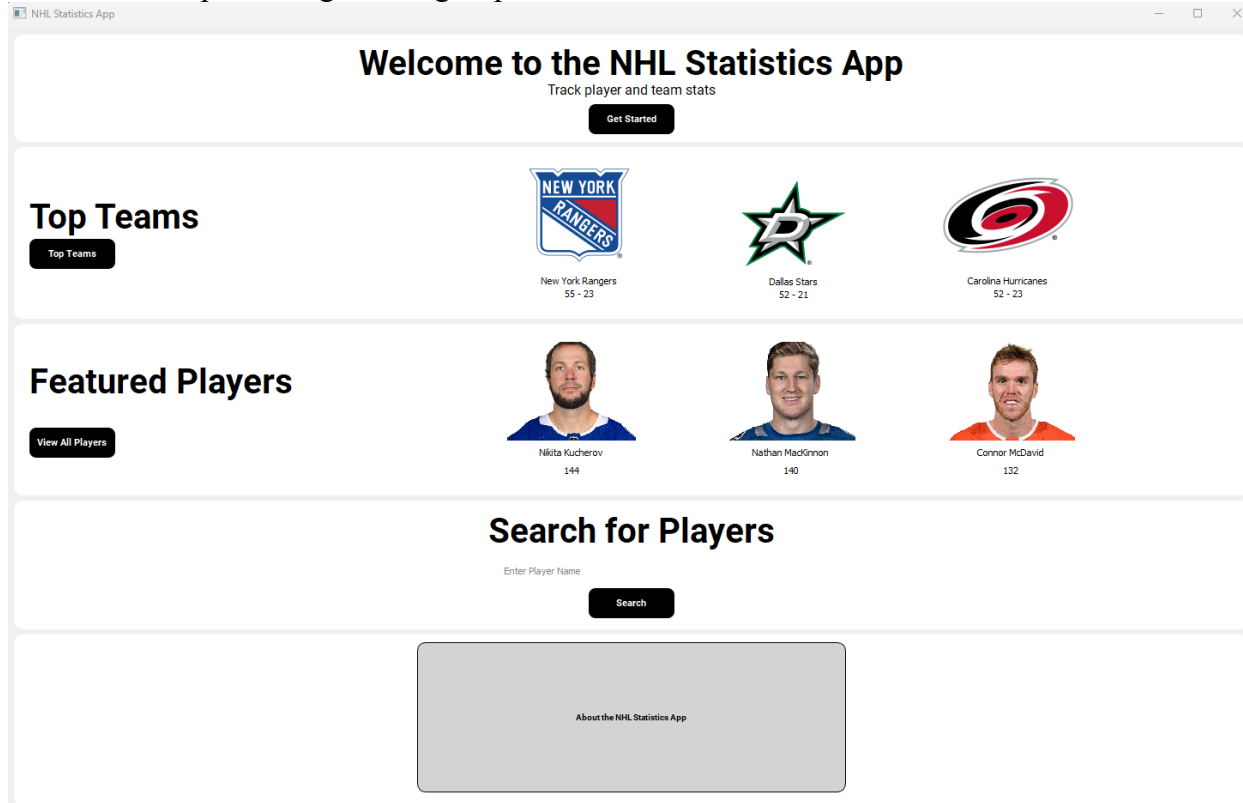 NHL Statistics App
Welcome to the NHL Statistics App
Track player and team stats
Get Started
Top Teams
Top Teams
NEW YORK
RANGERS
D
New York Rangers
55 - 23
Dallas Stars
52 - 21
Carolina Hurricanes
52 - 23
Featured Players
View All Players
Nikita Kucherov
144
Nathan MacKinnon
140
Connor McDavid
132
Search for Players
Enter Player Name
Search
About the NHL Statistics App